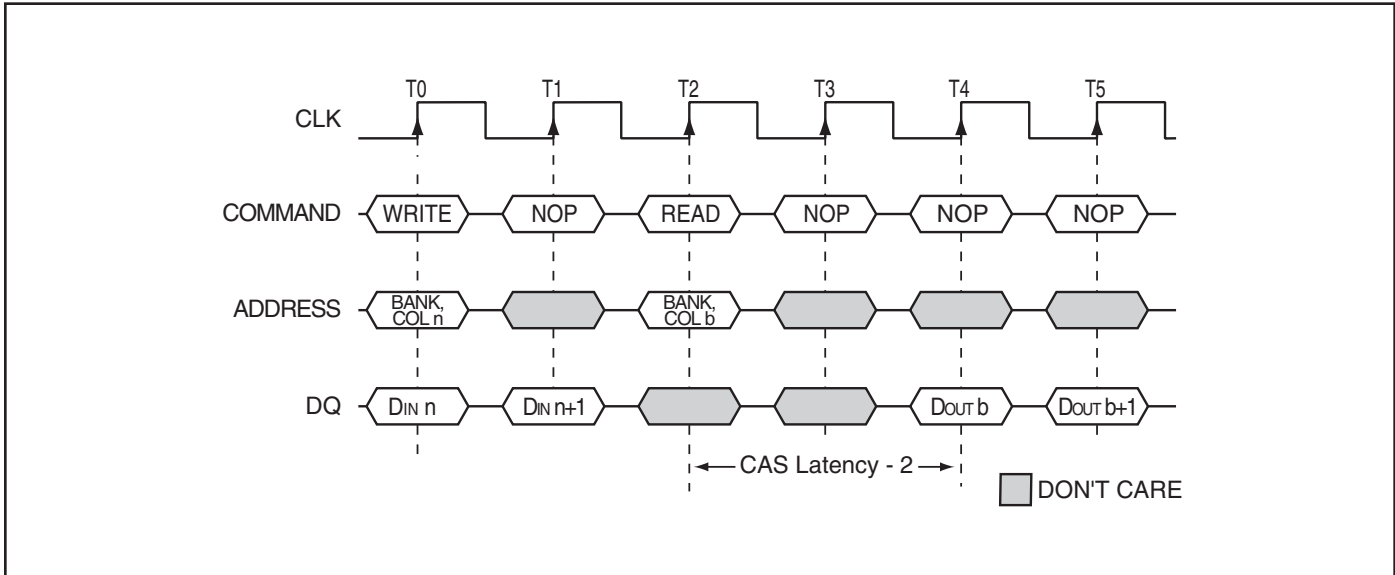 T0 T1 T2 T3 T4 T5
CLK
COMMAND WRITE NOP READ NOP NOP NOP
ADDRESS BANK, COL n BANK, COL b
DQ DIN n DIN n+1 DOUT b DOUT b+1
CAS Latency - 2
DON'T CARE